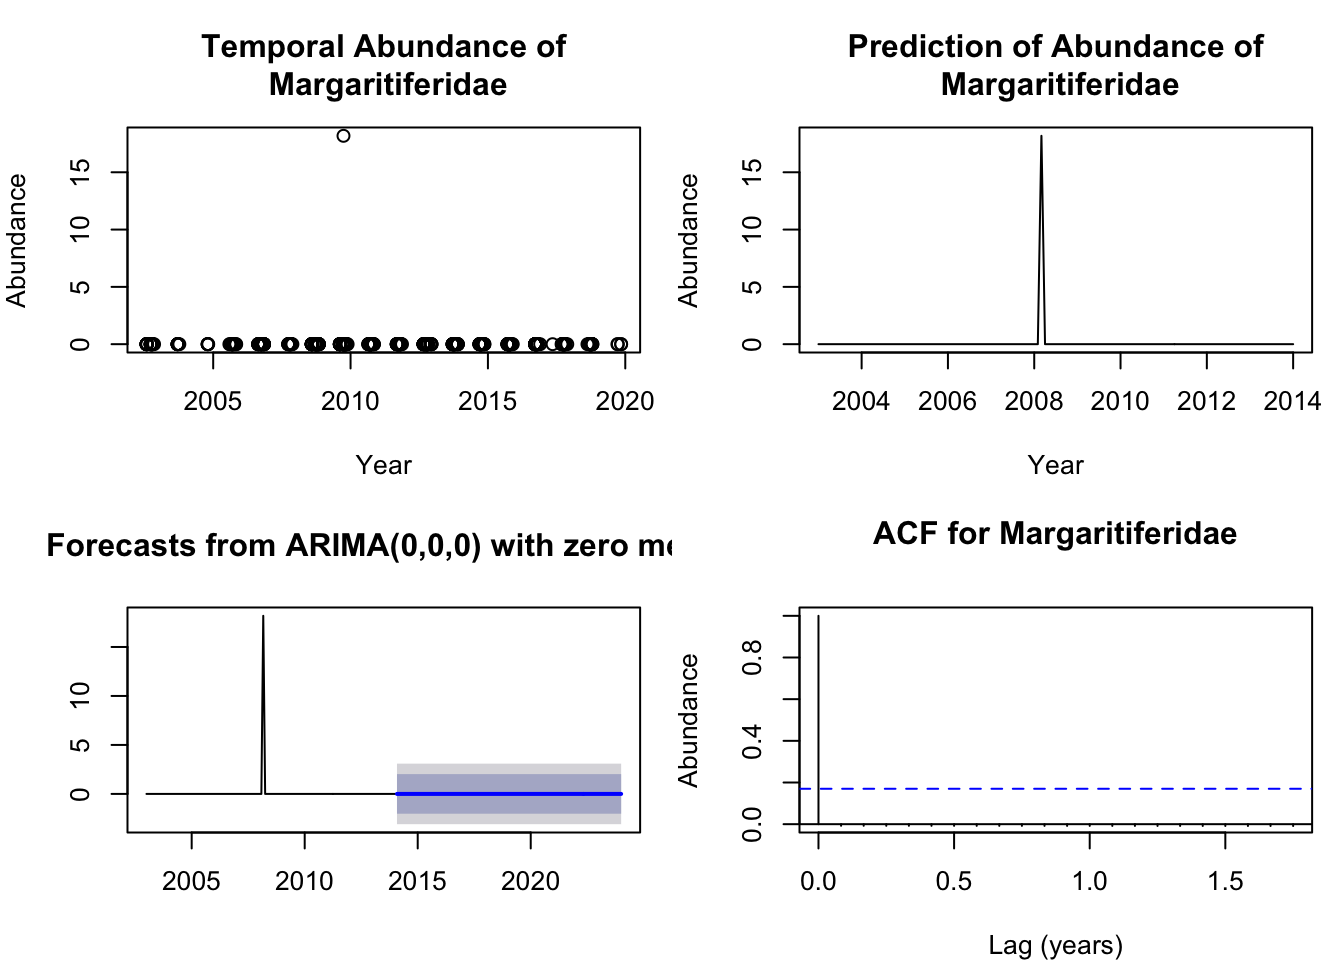 Temporal Abundance of
Margaritiferidae
Abundance
15
10
5
0
2005 2010 2015 2020
Year
Prediction of Abundance of
Margaritiferidae
Abundance
15
10
5
0
2004 2006 2008 2010 2012 2014
Year
Forecasts from ARIMA(0,0,0) with zero me
10
5
0
2005 2010 2015 2020
ACF for Margaritiferidae
Abundance
0.8
0.4
0.0
0.0 0.5 1.0 1.5
Lag (years)